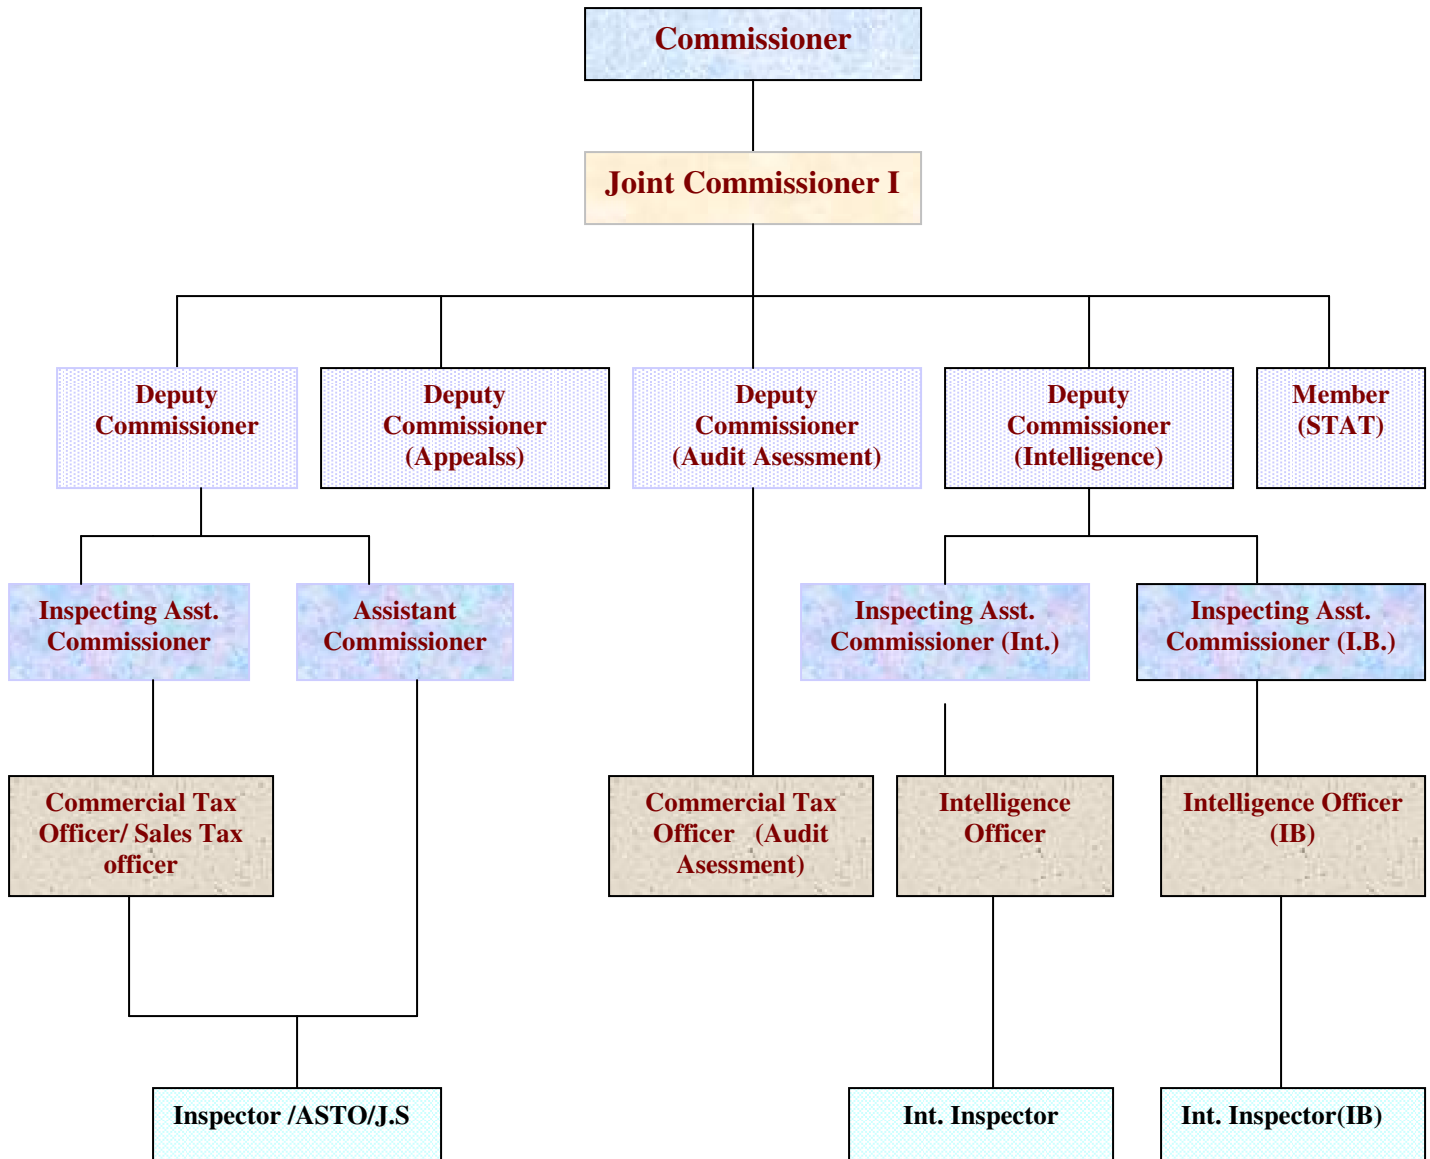 Commissioner
Joint Commissioner I
Deputy
Commissioner
Deputy
Commissioner
(Appealss)
Deputy
Commissioner
(Audit Asessment)
Deputy
Commissioner
(Intelligence)
Member
(STAT)
Inspecting Asst.
Commissioner
Assistant
Commissioner
Inspecting Asst.
Commissioner (Int.)
Inspecting Asst.
Commissioner (I.B.)
Commercial Tax
Officer/ Sales Tax
officer
Commercial Tax
Officer (Audit
Asessment)
Intelligence
Officer
Intelligence Officer
(IB)
Inspector /ASTO/J.S
Int. Inspector
Int. Inspector(IB)